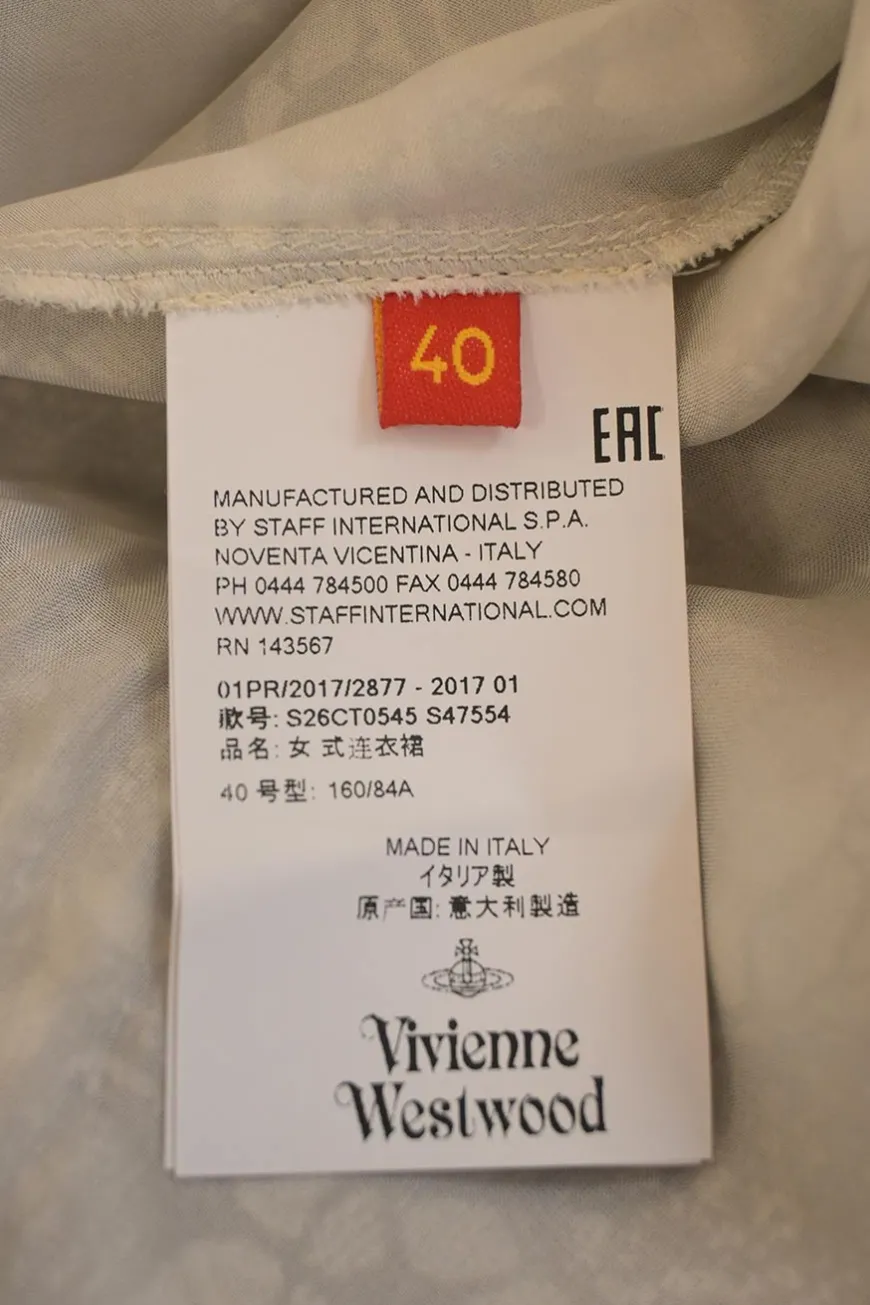 40
EAC
MANUFACTURED AND DISTRIBUTED
BY STAFF INTERNATIONAL S.P.A.
NOVENTA VICENTINA - ITALY
PH 0444 784500 FAX 0444 784580
WWW.STAFFINTERNATIONAL.COM
RN 143567
01PR/2017/2877 - 2017 01
款号: S26CT0545 S47554
品名: 女 式连衣裙
40 号型: 160/84A
MADE IN ITALY
イタリア製
原产国: 意大利製造
Vivienne
Westwood